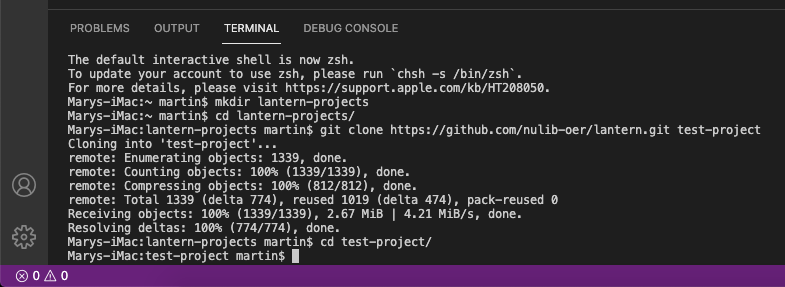 PROBLEMS OUTPUT TERMINAL DEBUG CONSOLE
The default interactive shell is now zsh.
To update your account to use zsh, please run `chsh -s /bin/zsh`.
For more details, please visit https://support.apple.com/kb/HT208050.
Marys-iMac:~ martin$ mkdir lantern-projects
Marys-iMac:~ martin$ cd lantern-projects/
Marys-iMac:lantern-projects martin$ git clone https://github.com/nulib-oer/lantern.git test-project
Cloning into 'test-project'...
remote: Enumerating objects: 1339, done.
remote: Counting objects: 100% (1339/1339), done.
remote: Compressing objects: 100% (812/812), done.
remote: Total 1339 (delta 774), reused 1019 (delta 474), pack-reused 0
Receiving objects: 100% (1339/1339), 2.67 MiB | 4.21 MiB/s, done.
Resolving deltas: 100% (774/774), done.
Marys-iMac:lantern-projects martin$ cd test-project/
Marys-iMac:test-project martin$
0 0